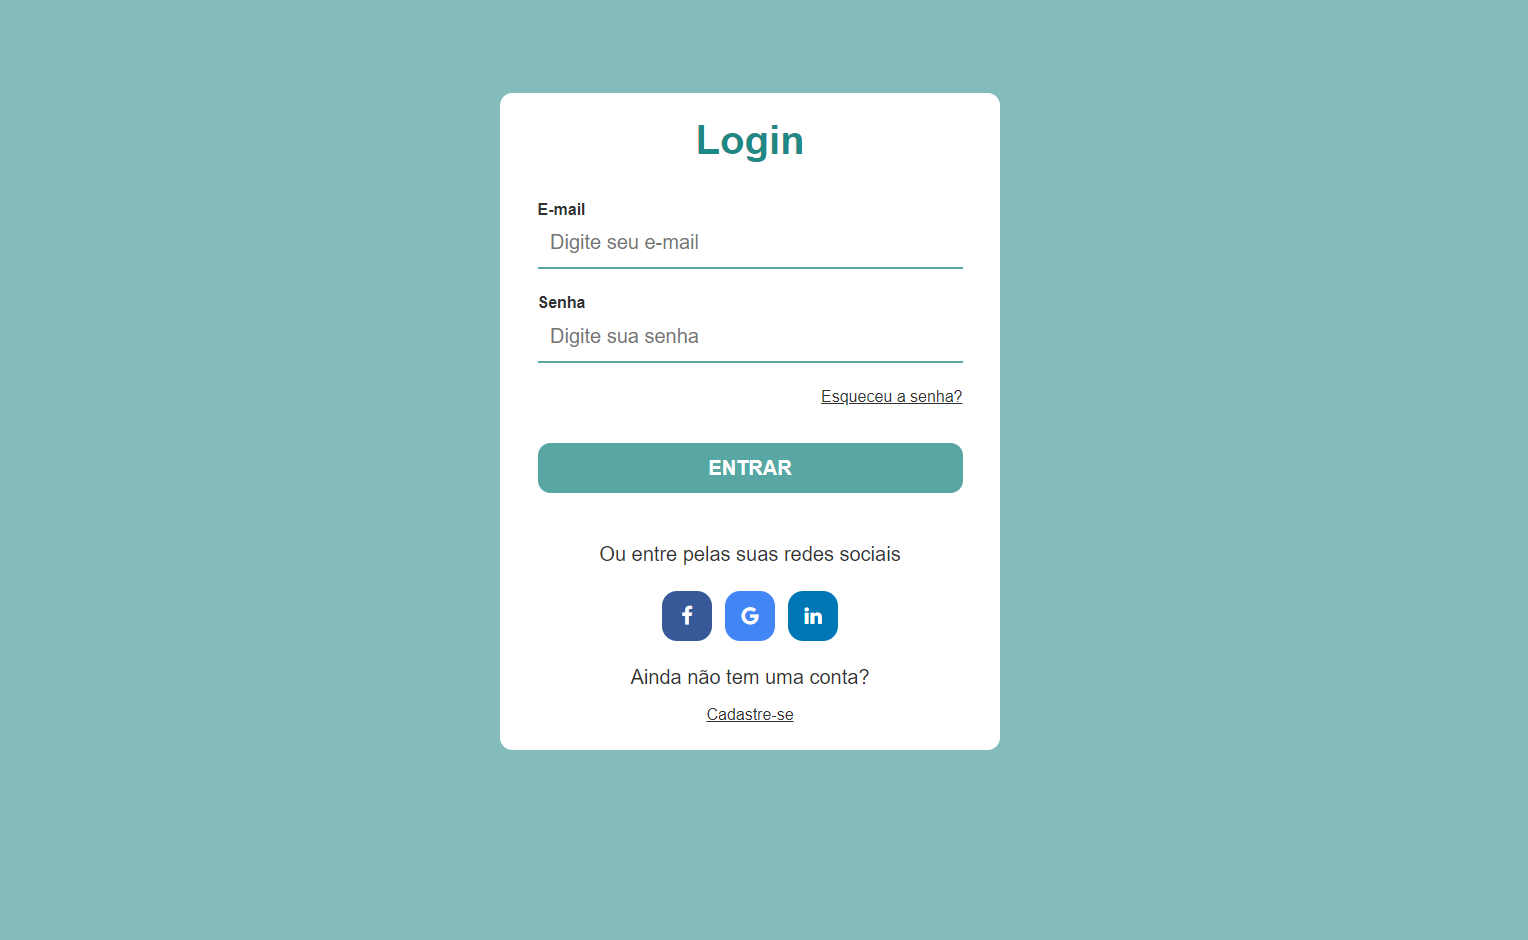 Login
E-mail
Digite seu e-mail
Senha
Digite sua senha
Esqueceu a senha?
ENTRAR
Ou entre pelas suas redes sociais
f G in
Ainda não tem uma conta?
Cadastre-se